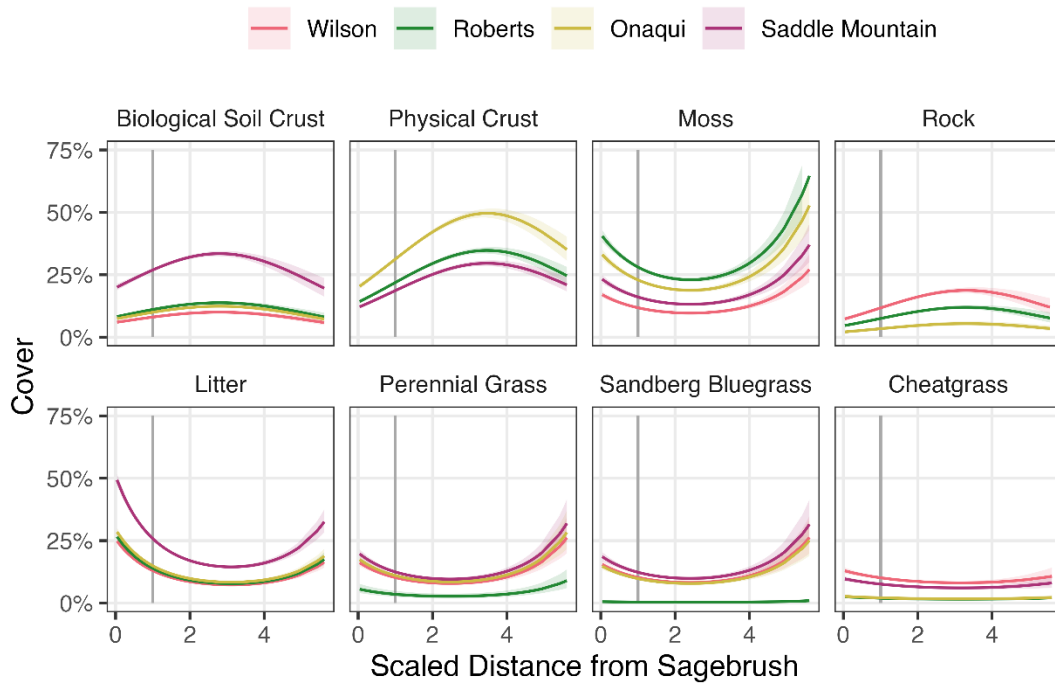 Wilson Roberts Onaqui Saddle Mountain
Biological Soil Crust Physical Crust Moss Rock
75%
50%
25%
0%
Cover
Litter Perennial Grass Sandberg Bluegrass Cheatgrass
75%
50%
25%
0%
0 2 4 0 2 4 0 2 4 0 2 4
Scaled Distance from Sagebrush